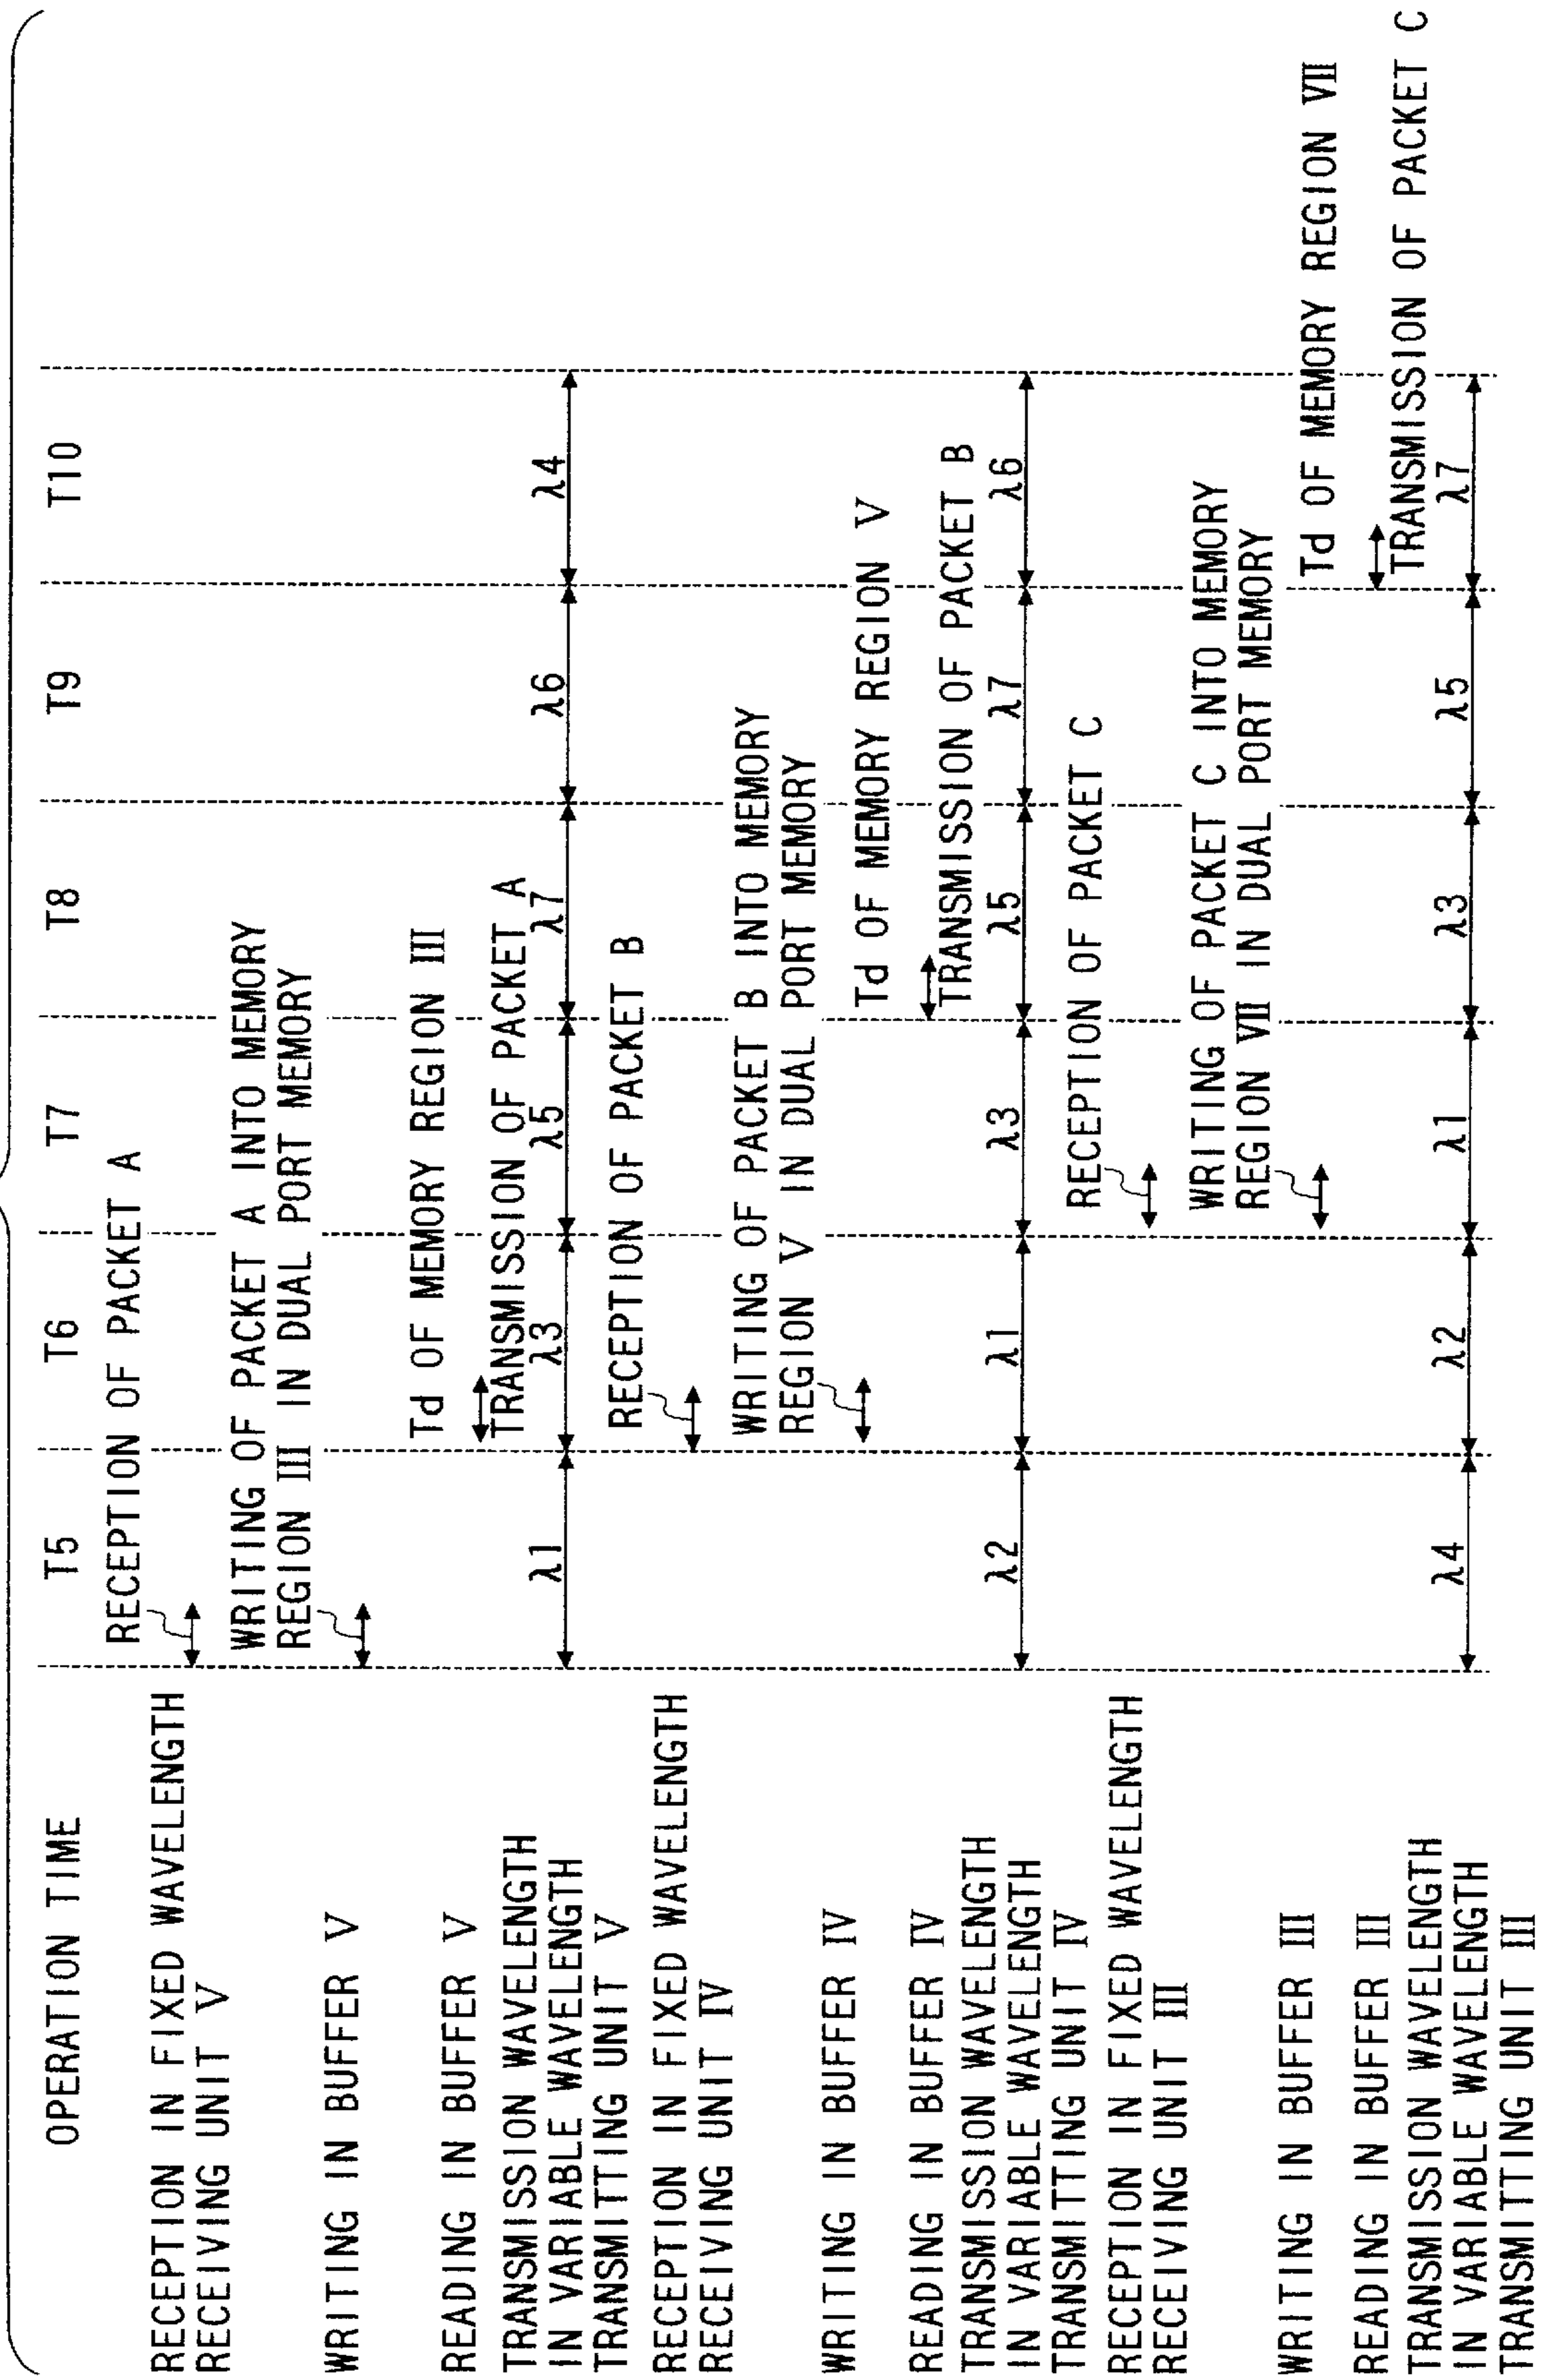 OPERATION TIME
T5
T6
T7
T8
T9
T10
RECEPTION IN FIXED WAVELENGTH
RECEIVING UNIT V
RECEPTION OF PACKET A
WRITING IN BUFFER V
WRITING OF PACKET A INTO MEMORY
REGION III IN DUAL PORT MEMORY
READING IN BUFFER V
Td OF MEMORY REGION III
TRANSMISSION WAVELENGTH
IN VARIABLE WAVELENGTH
TRANSMITTING UNIT V
TRANSMISSION OF PACKET A
λ1
λ3
λ5
λ7
λ6
λ4
RECEPTION IN FIXED WAVELENGTH
RECEIVING UNIT IV
RECEPTION OF PACKET B
WRITING IN BUFFER IV
WRITING OF PACKET B INTO MEMORY
REGION V IN DUAL PORT MEMORY
READING IN BUFFER IV
Td OF MEMORY REGION V
TRANSMISSION WAVELENGTH
IN VARIABLE WAVELENGTH
TRANSMITTING UNIT IV
TRANSMISSION OF PACKET B
λ2
λ1
λ3
λ5
λ7
λ6
RECEPTION IN FIXED WAVELENGTH
RECEIVING UNIT III
RECEPTION OF PACKET C
WRITING IN BUFFER III
WRITING OF PACKET C INTO MEMORY
REGION VII IN DUAL PORT MEMORY
READING IN BUFFER III
Td OF MEMORY REGION VII
TRANSMISSION WAVELENGTH
IN VARIABLE WAVELENGTH
TRANSMITTING UNIT III
TRANSMISSION OF PACKET C
λ4
λ2
λ1
λ3
λ5
λ7